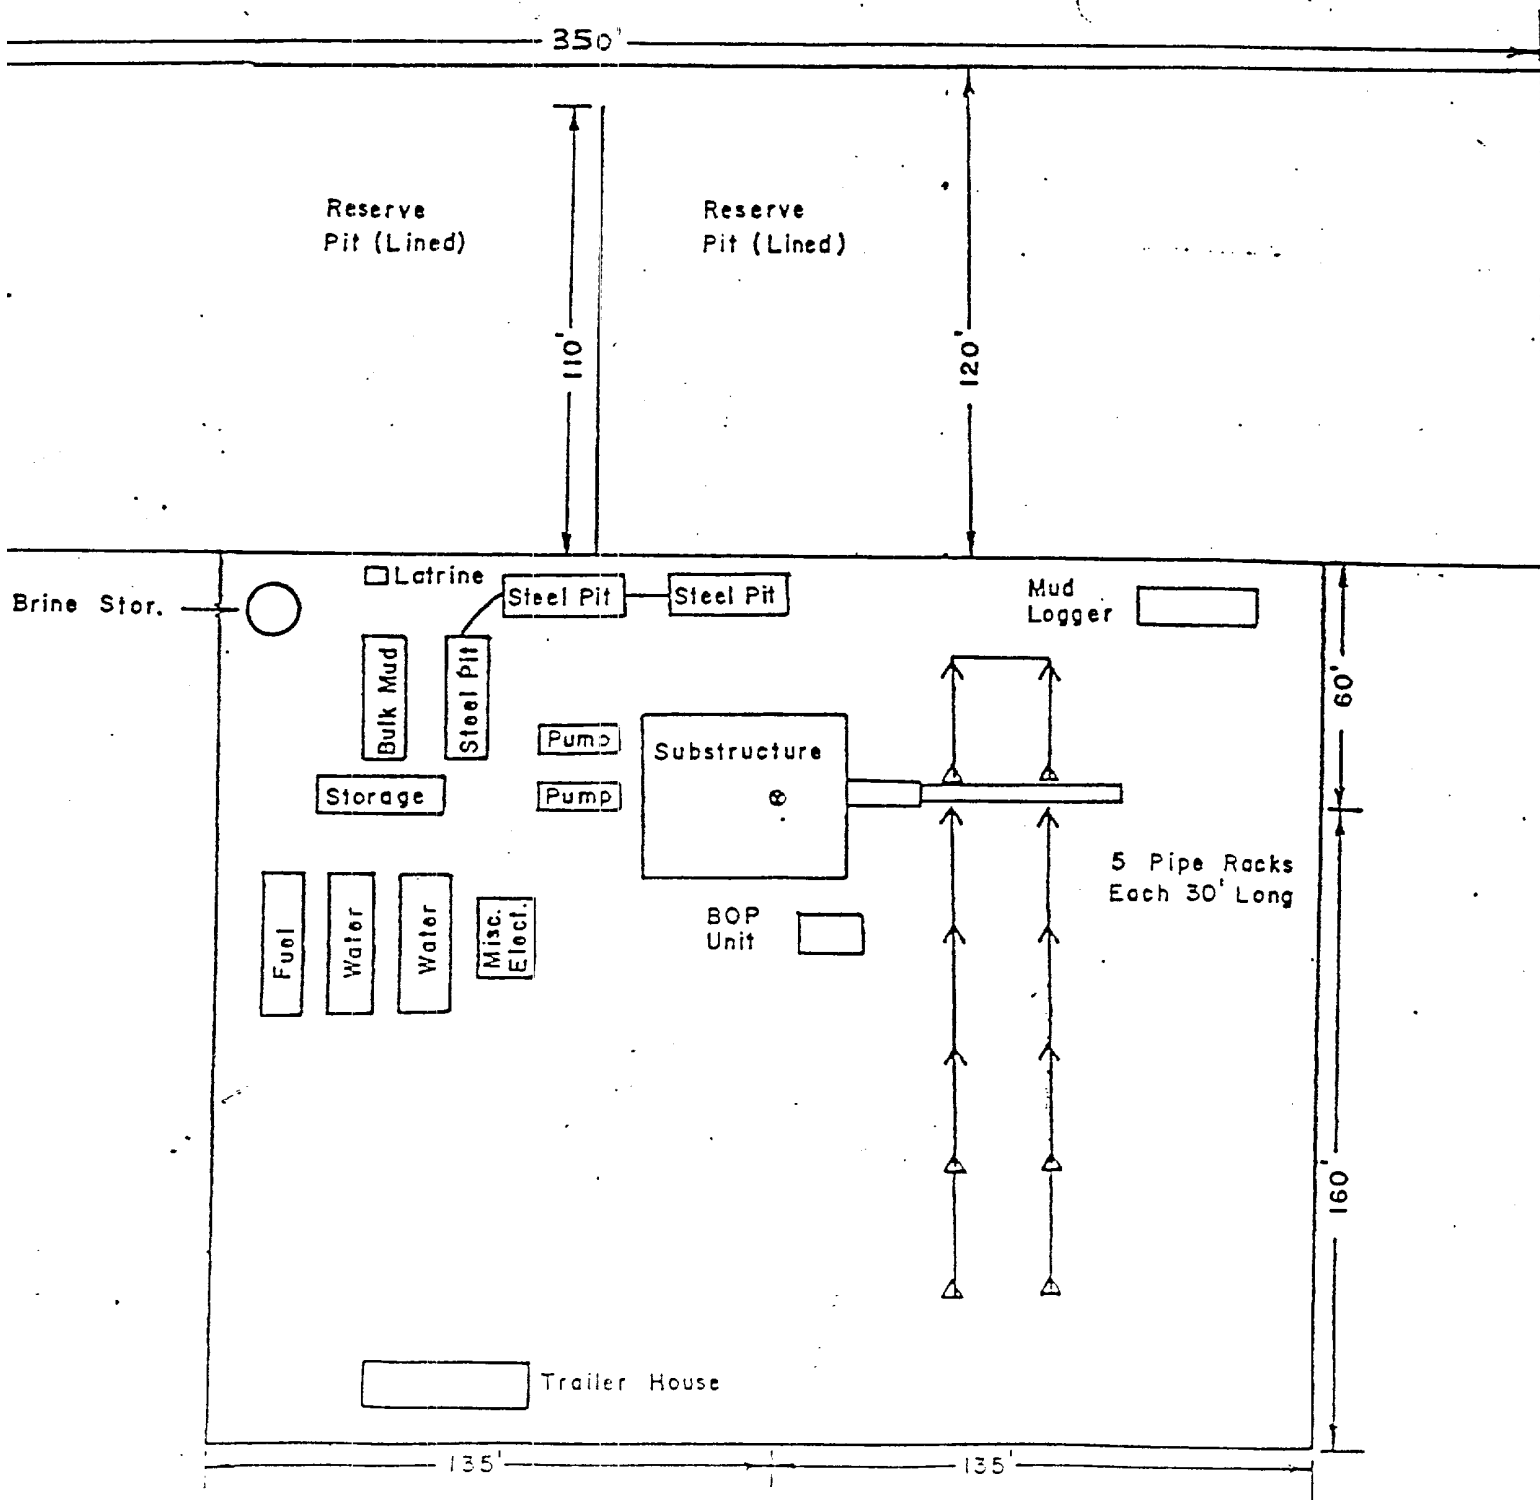 350'
Reserve
Pit (Lined)
Reserve
Pit (Lined)
110'
120'
Latrine
Steel Pit
Steel Pit
Mud
Logger
Brine Stor.
Bulk Mud
Steel Pit
60'
Pump
Substructure
Storage
Pump
5 Pipe Racks
Each 30' Long
Fuel
Water
Water
Misc.
Elect.
BOP
Unit
160'
Trailer House
135'
135'